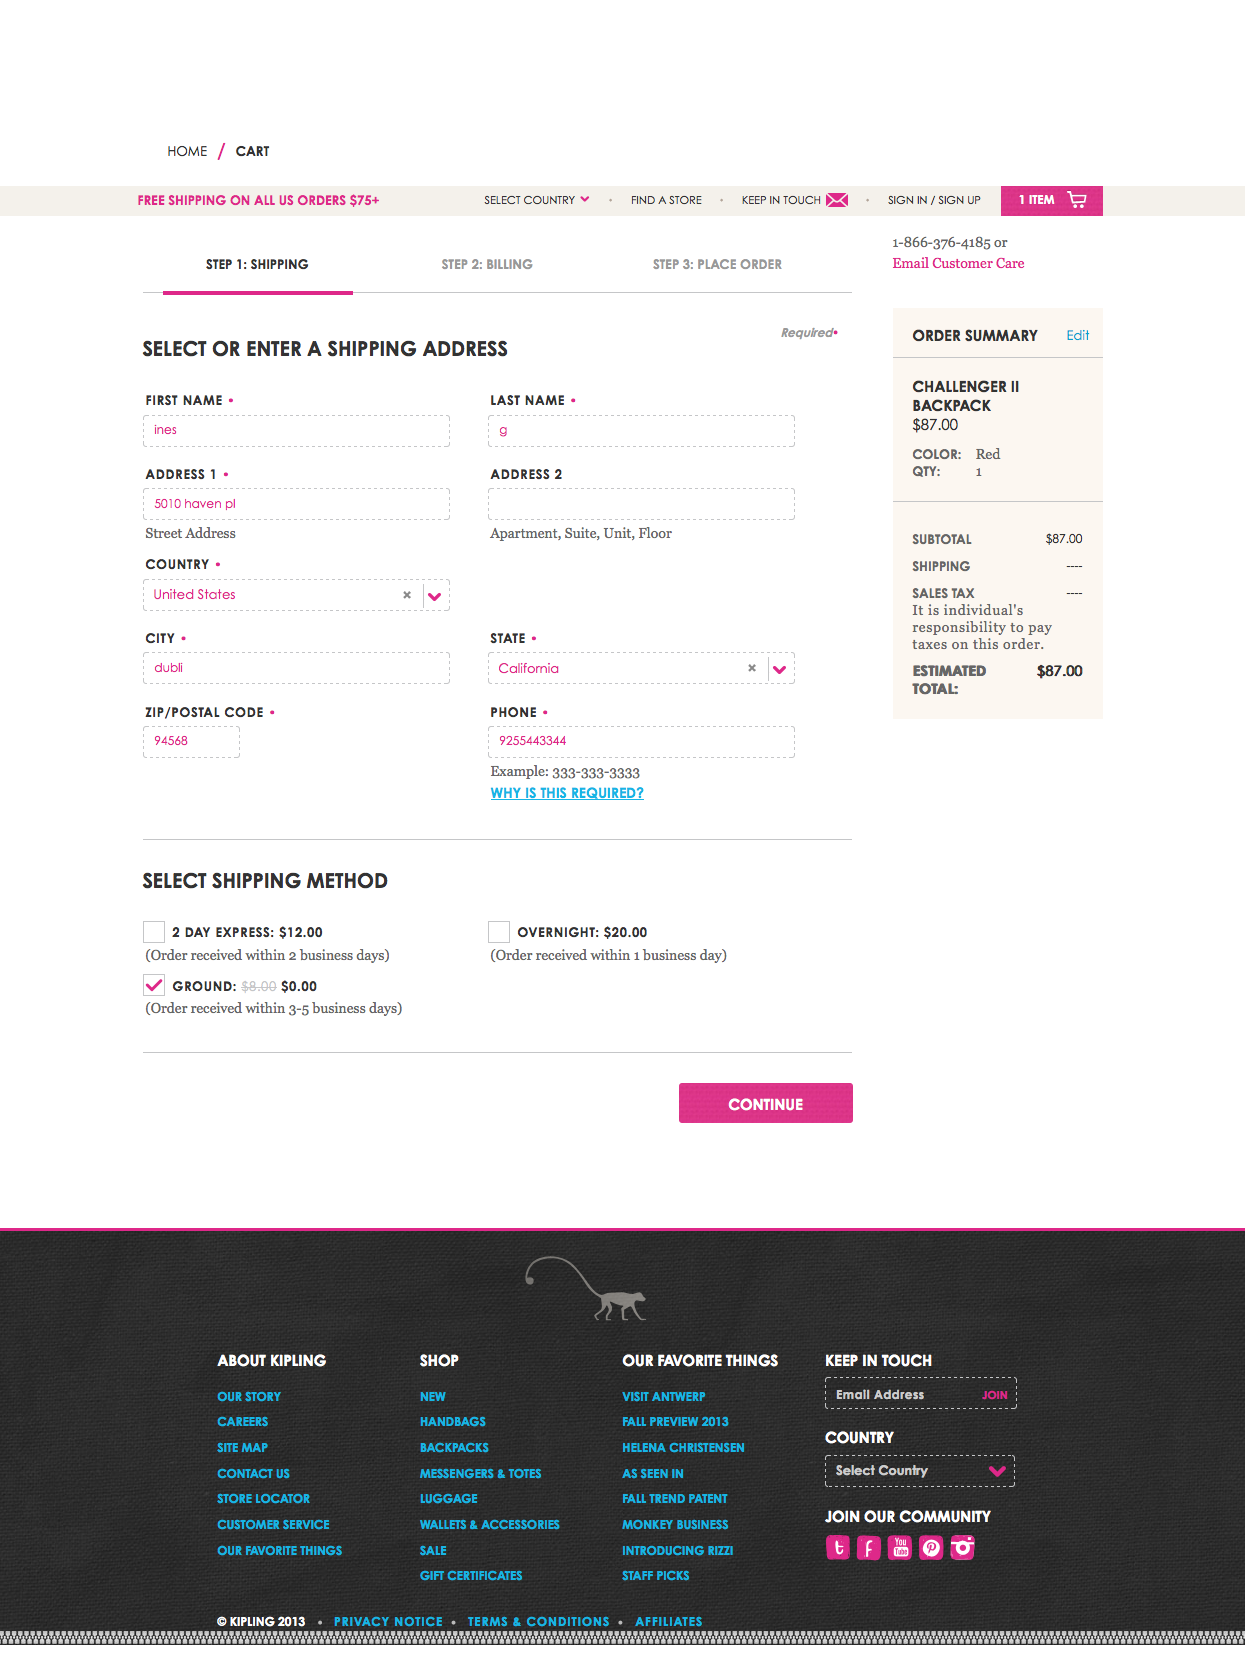 HOME / CART
FREE SHIPPING ON ALL US ORDERS $75+
SELECT COUNTRY • FIND A STORE • KEEP IN TOUCH • SIGN IN / SIGN UP
1 ITEM
STEP 1: SHIPPING
STEP 2: BILLING
STEP 3: PLACE ORDER
1-866-376-4185 or
Email Customer Care
Required•
SELECT OR ENTER A SHIPPING ADDRESS
FIRST NAME •
LAST NAME •
ines
g
ADDRESS 1 •
ADDRESS 2
5010 haven pl
Street Address
Apartment, Suite, Unit, Floor
COUNTRY •
United States ×
CITY •
STATE •
dubli
California ×
ZIP/POSTAL CODE •
PHONE •
94568
9255443344
Example: 333-333-3333
WHY IS THIS REQUIRED?
ORDER SUMMARY Edit
CHALLENGER II
BACKPACK
$87.00
COLOR: Red
QTY: 1
SUBTOTAL $87.00
SHIPPING ----
SALES TAX ----
It is individual's
responsibility to pay
taxes on this order.
ESTIMATED $87.00
TOTAL:
SELECT SHIPPING METHOD
2 DAY EXPRESS: $12.00
(Order received within 2 business days)
OVERNIGHT: $20.00
(Order received within 1 business day)
GROUND: $8.00 $0.00
(Order received within 3-5 business days)
CONTINUE
ABOUT KIPLING
OUR STORY
CAREERS
SITE MAP
CONTACT US
STORE LOCATOR
CUSTOMER SERVICE
OUR FAVORITE THINGS
SHOP
NEW
HANDBAGS
BACKPACKS
MESSENGERS & TOTES
LUGGAGE
WALLETS & ACCESSORIES
SALE
GIFT CERTIFICATES
OUR FAVORITE THINGS
VISIT ANTWERP
FALL PREVIEW 2013
HELENA CHRISTENSEN
AS SEEN IN
FALL TREND PATENT
MONKEY BUSINESS
INTRODUCING RIZZI
STAFF PICKS
KEEP IN TOUCH
Email Address JOIN
COUNTRY
Select Country
JOIN OUR COMMUNITY
t f You Tube P
© KIPLING 2013 • PRIVACY NOTICE • TERMS & CONDITIONS • AFFILIATES